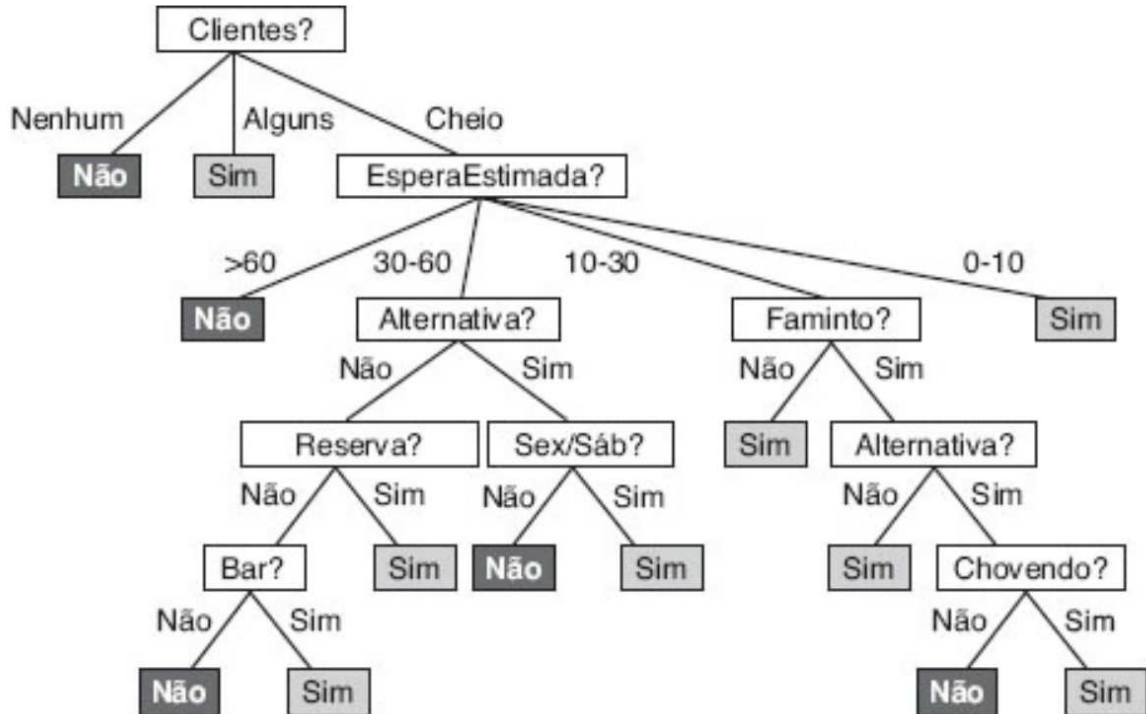 Clientes?
Nenhum Alguns Cheio
Não Sim EsperaEstimada?
>60 30-60 10-30 0-10
Não Alternativa? Faminto? Sim
Não Sim Não Sim
Reserva? Sex/Sáb? Sim Alternativa?
Não Sim Não Sim Não Sim
Bar? Sim Não Sim Sim Chovendo?
Não Sim Não Sim
Não Sim Não Sim